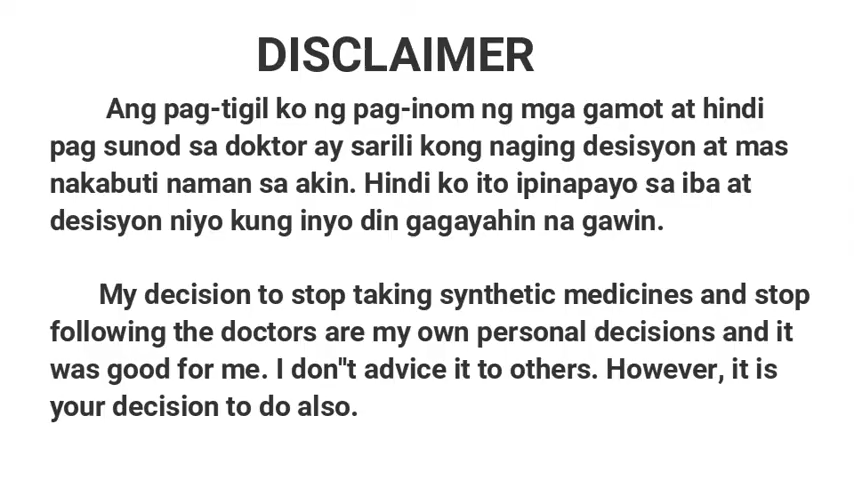 DISCLAIMER
Ang pag-tigil ko ng pag-inom ng mga gamot at hindi
pag sunod sa doktor ay sarili kong naging desisyon at mas
nakabuti naman sa akin. Hindi ko ito ipinapayo sa iba at
desisyon niyo kung inyo din gagayahin na gawin.
My decision to stop taking synthetic medicines and stop
following the doctors are my own personal decisions and it
was good for me. I don"t advice it to others. However, it is
your decision to do also.